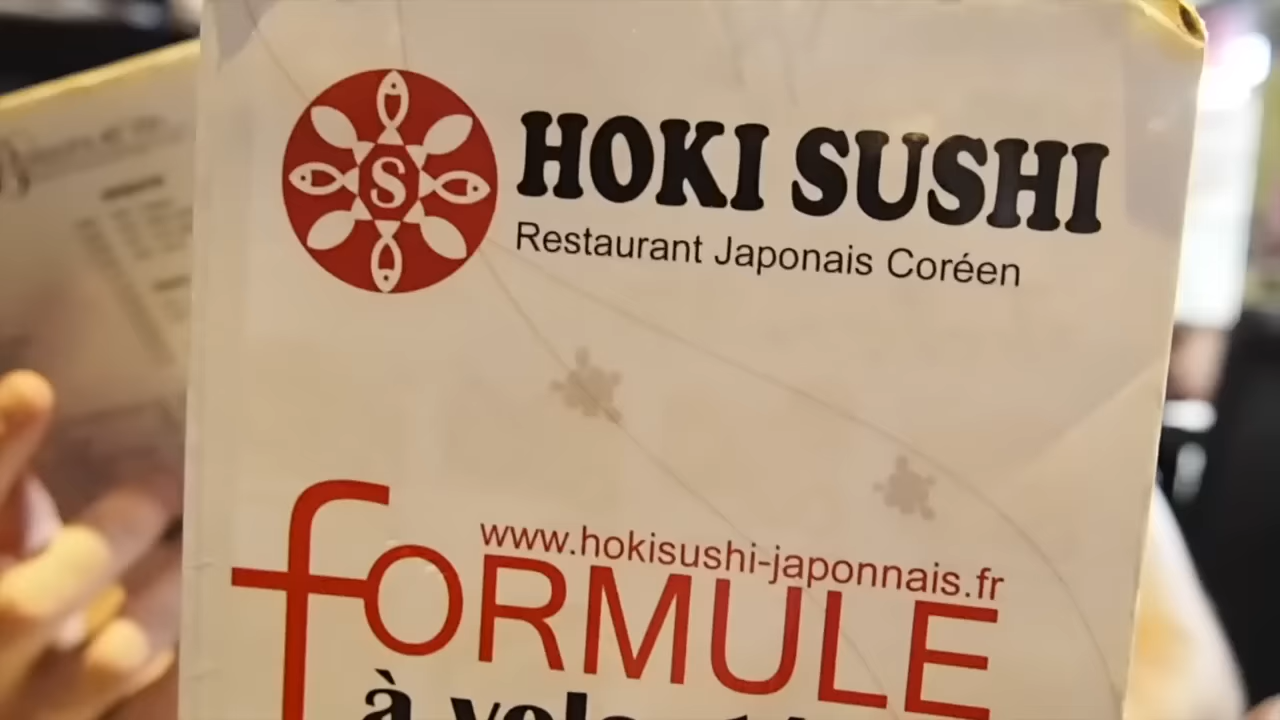 S
HOKI SUSHI
Restaurant Japonais Coréen
www.hokisushi-japonnais.fr
fORMULE
à